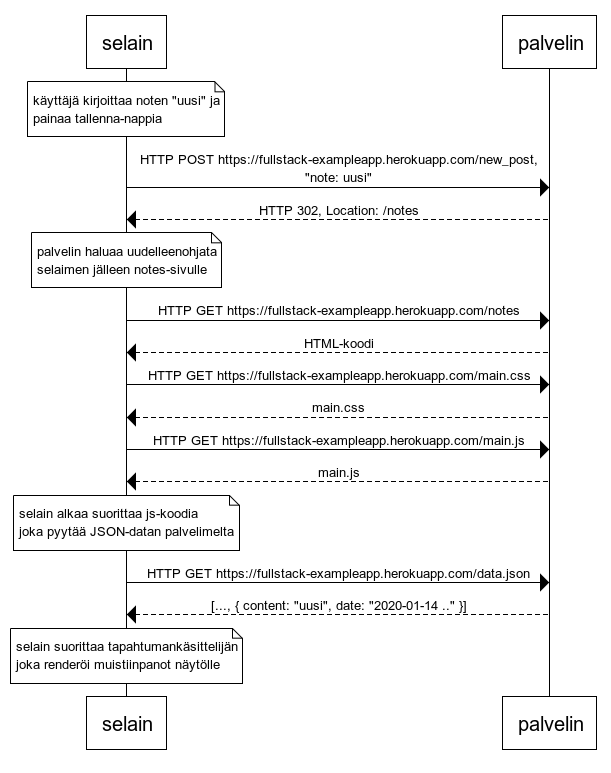 selain
palvelin
käyttäjä kirjoittaa noten "uusi" ja
painaa tallenna-nappia
HTTP POST https://fullstack-exampleapp.herokuapp.com/new_post,
"note: uusi"
HTTP 302, Location: /notes
palvelin haluaa uudelleenohjata
selaimen jälleen notes-sivulle
HTTP GET https://fullstack-exampleapp.herokuapp.com/notes
HTML-koodi
HTTP GET https://fullstack-exampleapp.herokuapp.com/main.css
main.css
HTTP GET https://fullstack-exampleapp.herokuapp.com/main.js
main.js
selain alkaa suorittaa js-koodia
joka pyytää JSON-datan palvelimelta
HTTP GET https://fullstack-exampleapp.herokuapp.com/data.json
[..., { content: "uusi", date: "2020-01-14 .." }]
selain suorittaa tapahtumankäsittelijän
joka renderöi muistiinpanot näytölle
selain
palvelin